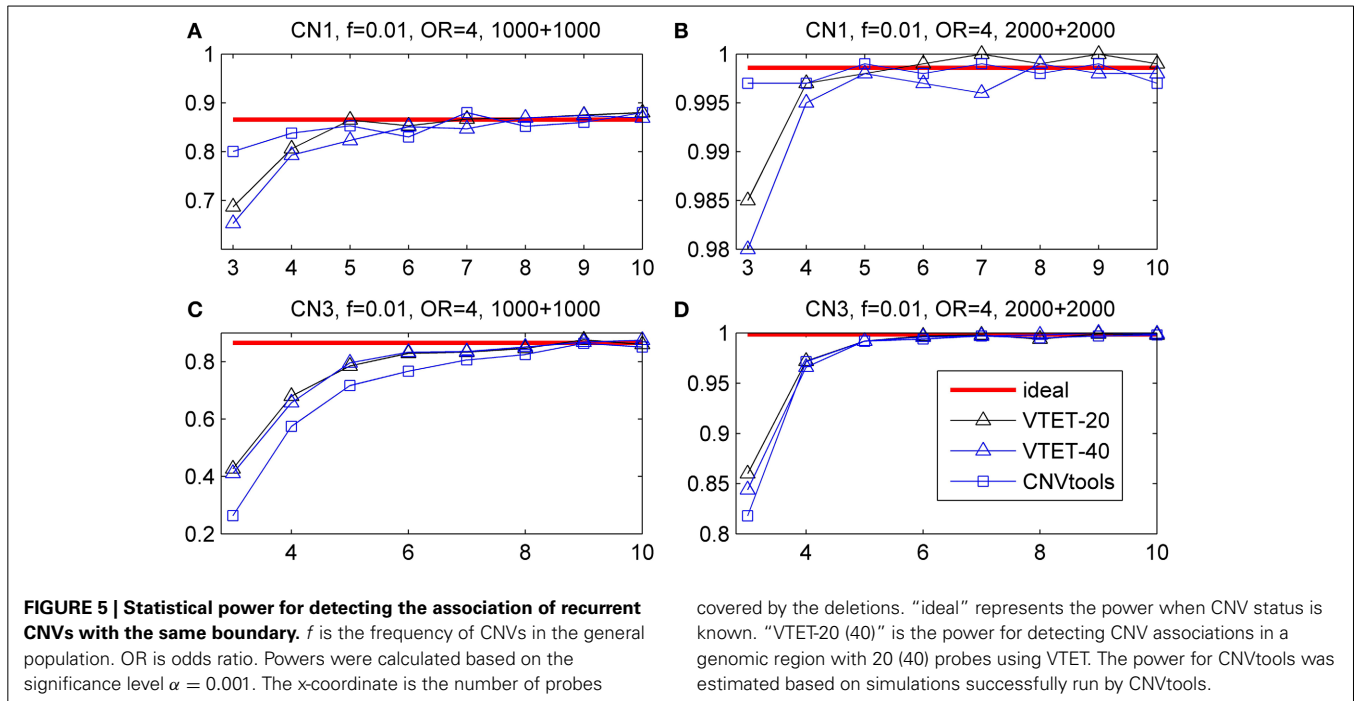 A
CN1, f=0.01, OR=4, 1000+1000
1
0.9
0.8
0.7
3 4 5 6 7 8 9 10
B
CN1, f=0.01, OR=4, 2000+2000
1
0.995
0.99
0.985
0.98
3 4 5 6 7 8 9 10
C
CN3, f=0.01, OR=4, 1000+1000
0.8
0.6
0.4
0.2
4 6 8 10
D
CN3, f=0.01, OR=4, 2000+2000
1
0.95
0.9
0.85
0.8
4 6 8 10
ideal
VTET-20
VTET-40
CNVtools
FIGURE 5 | Statistical power for detecting the association of recurrent
CNVs with the same boundary. f is the frequency of CNVs in the general
population. OR is odds ratio. Powers were calculated based on the
significance level α = 0.001. The x-coordinate is the number of probes
covered by the deletions. “ideal” represents the power when CNV status is
known. “VTET-20 (40)” is the power for detecting CNV associations in a
genomic region with 20 (40) probes using VTET. The power for CNVtools was
estimated based on simulations successfully run by CNVtools.